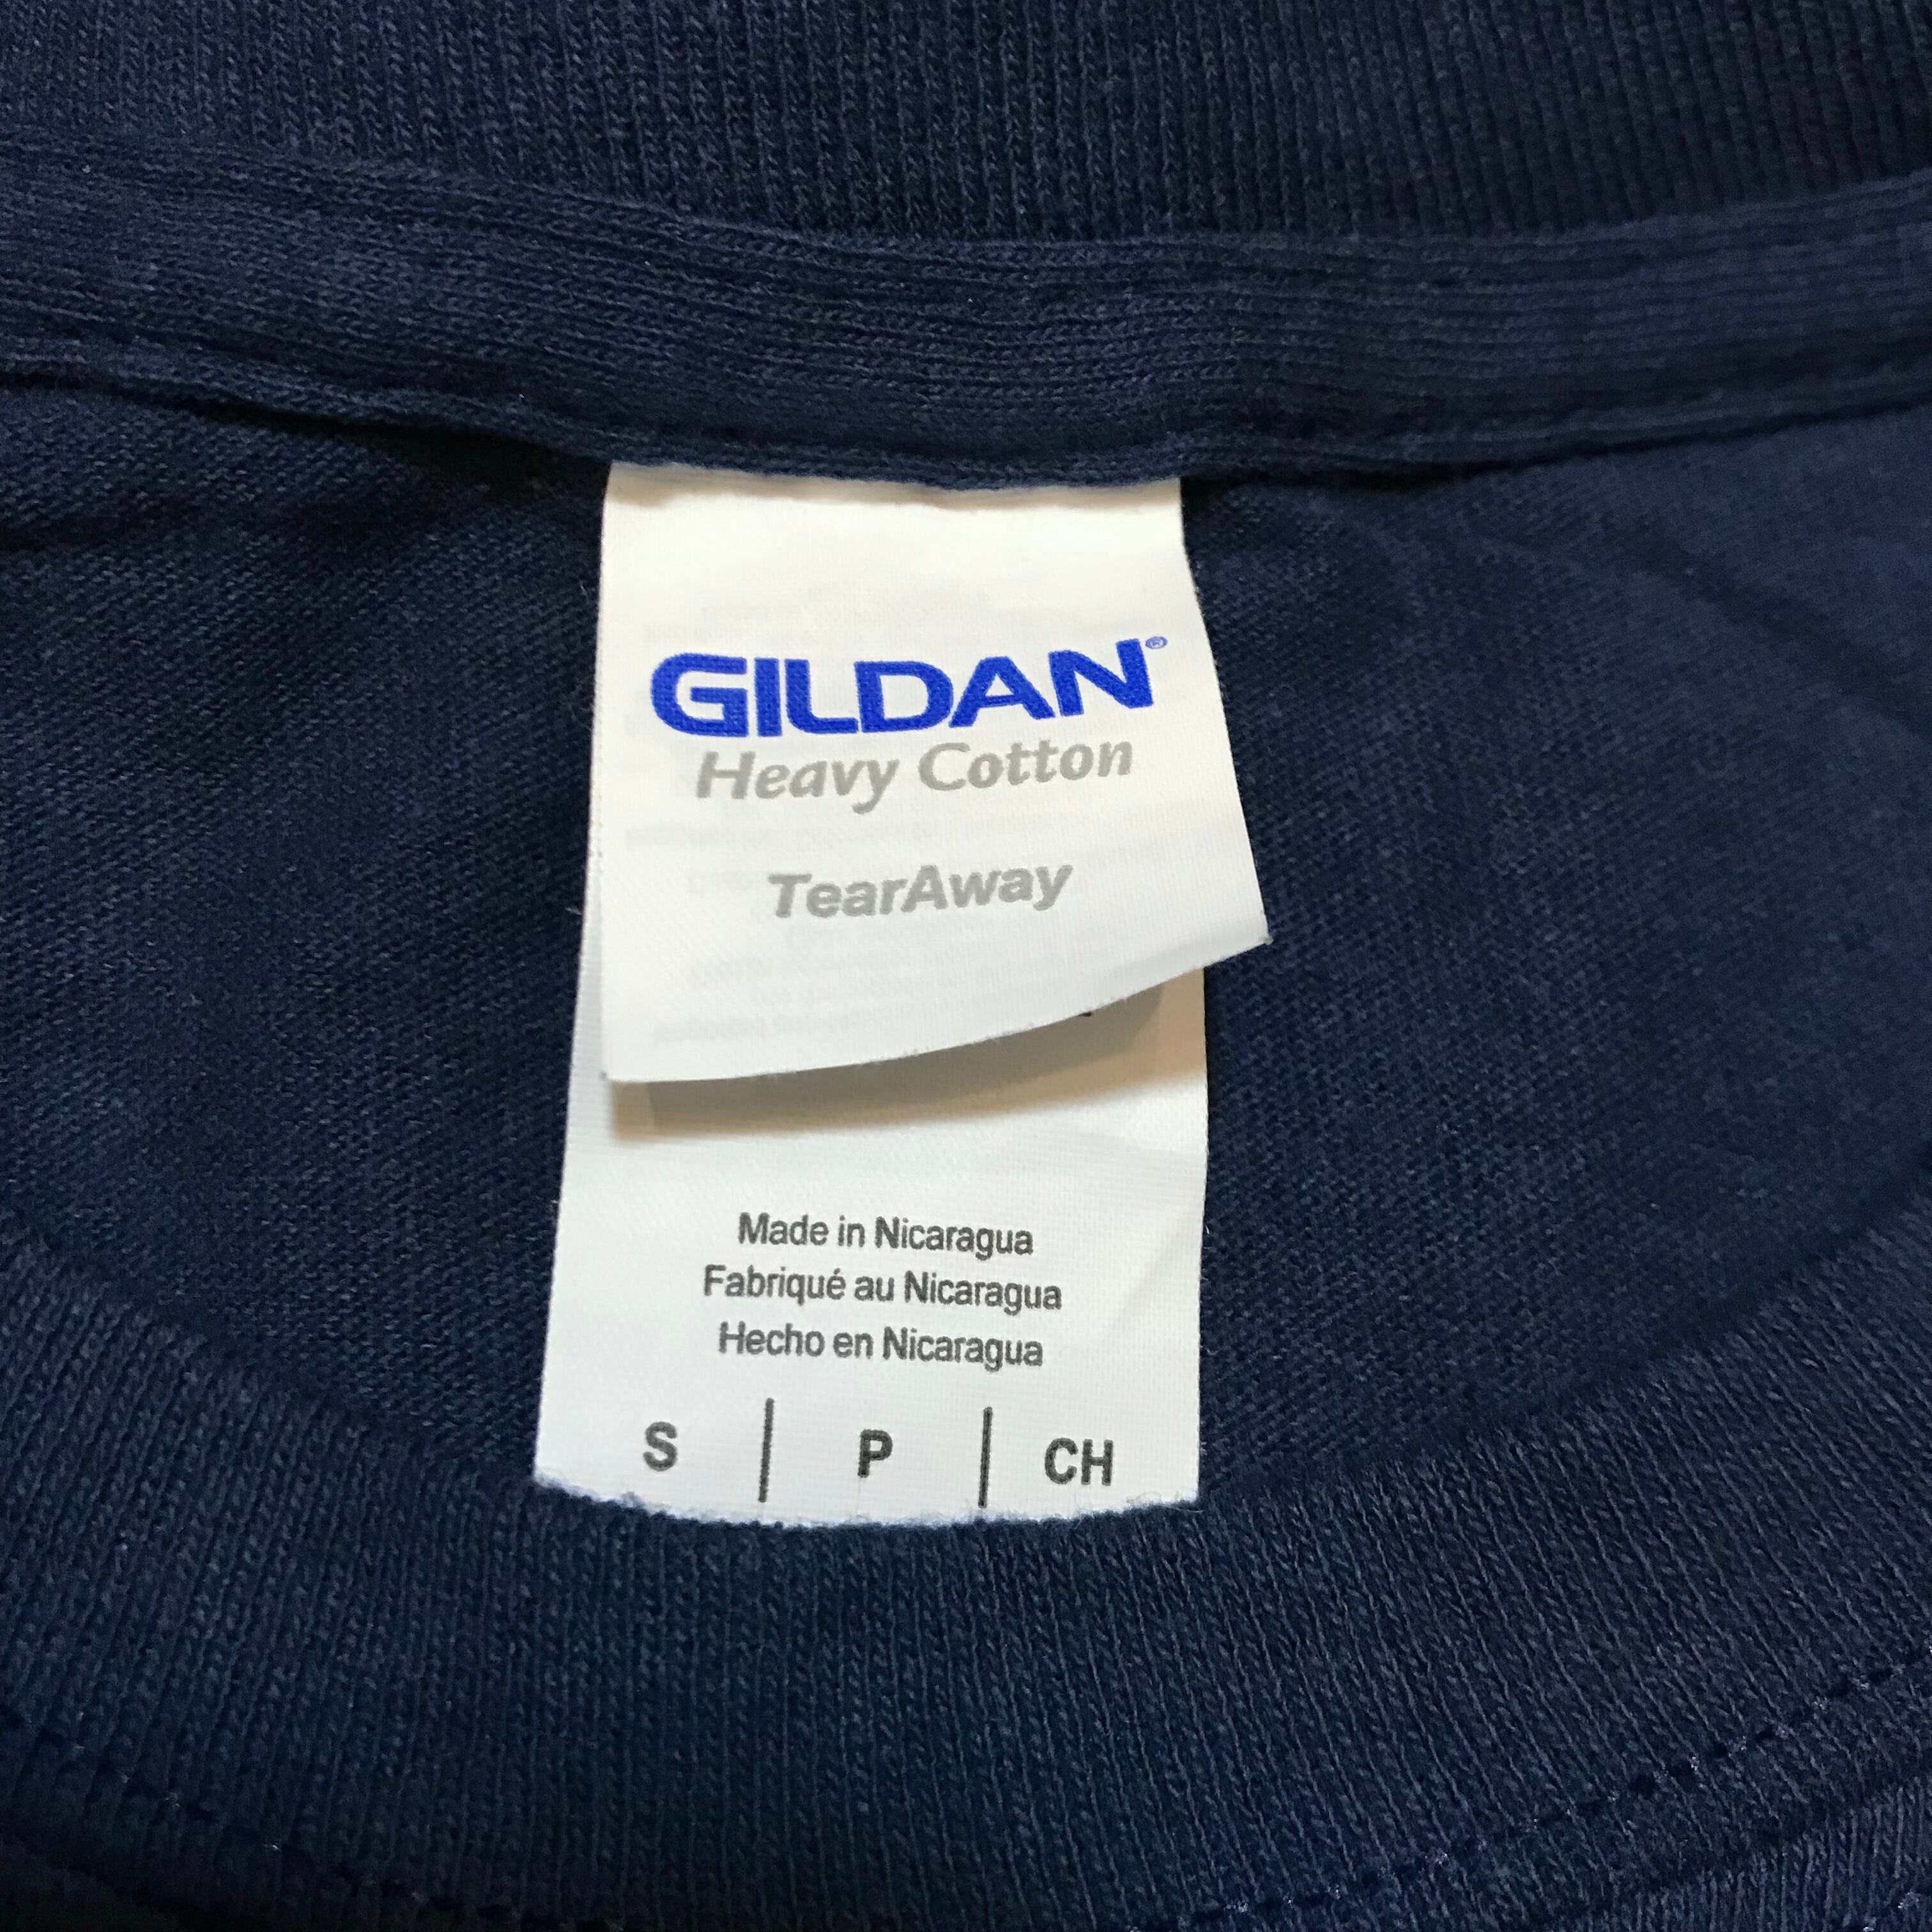 GILDAN®
Heavy Cotton
TearAway
Made in Nicaragua
Fabriqué au Nicaragua
Hecho en Nicaragua
S | P | CH